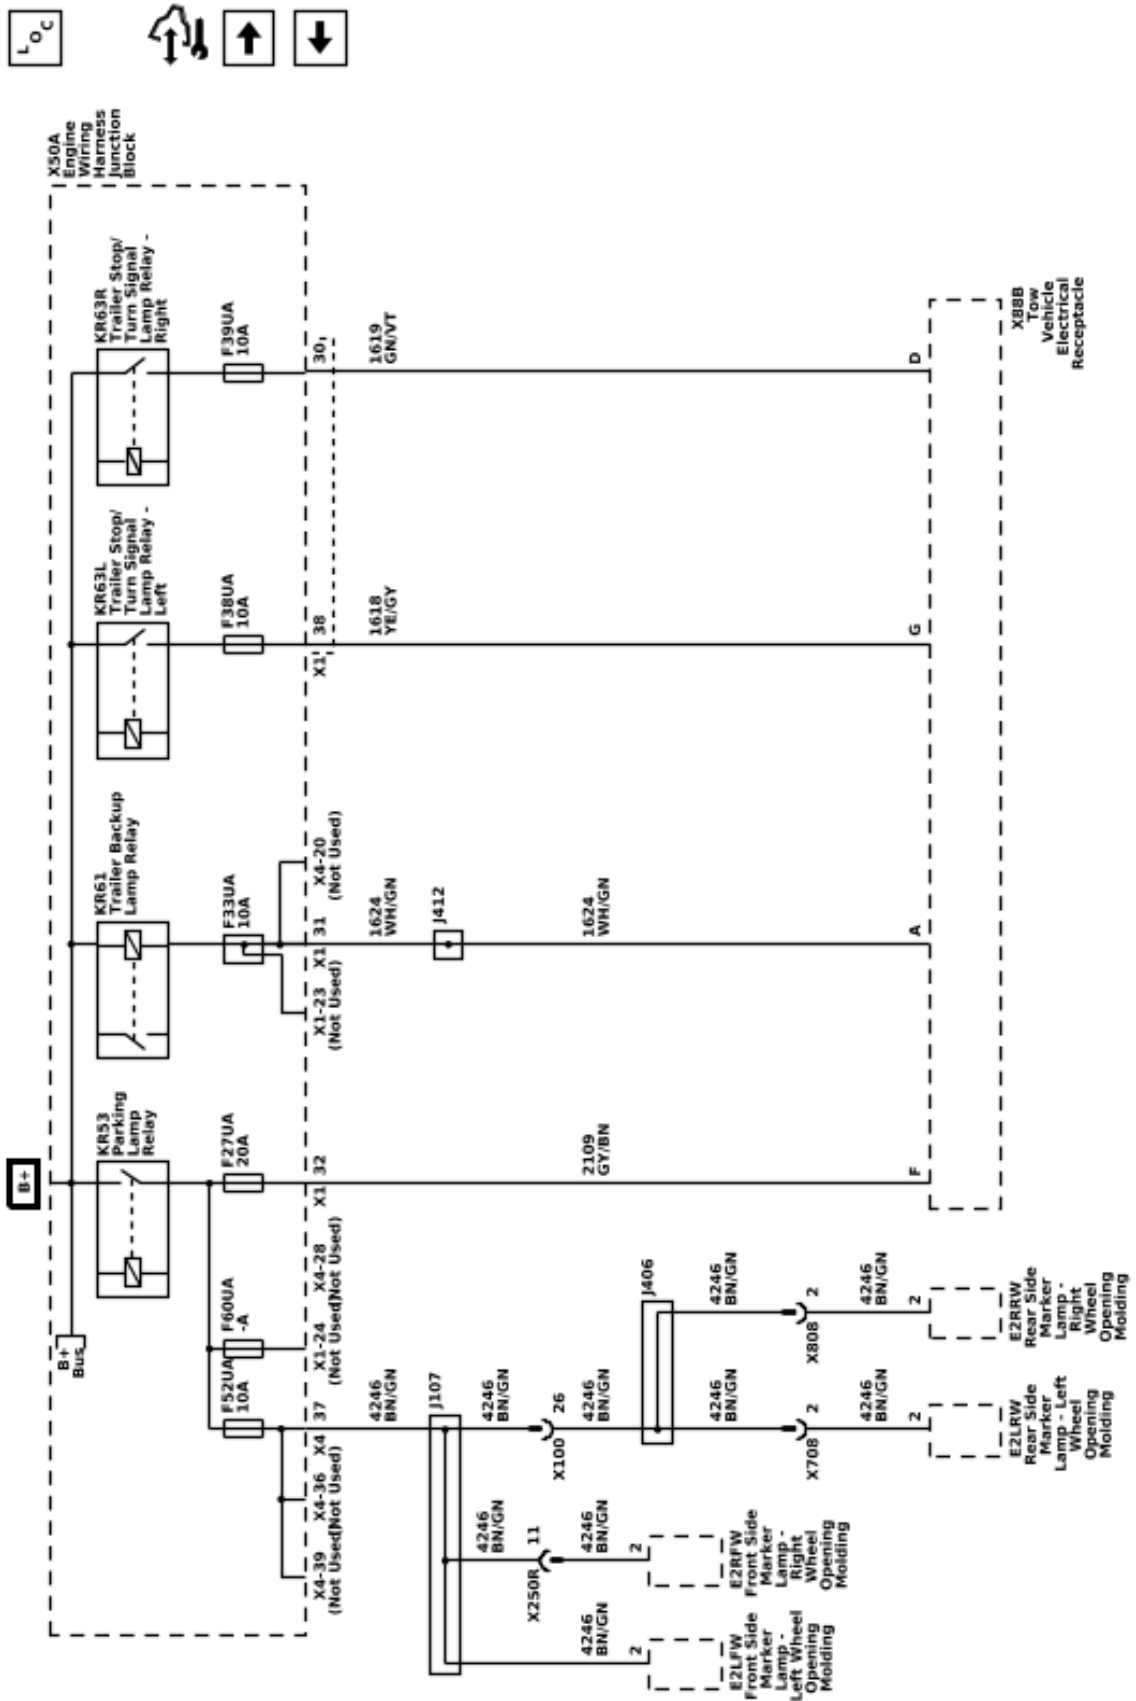 LOC
B+
B+
Bus
KR53
Parking
Lamp
Relay
KR61
Trailer Backup
Lamp Relay
KR63L
Trailer Stop/
Turn Signal
Lamp Relay -
Left
KR63R
Trailer Stop/
Turn Signal
Lamp Relay -
Right
X50A
Engine
Wiring
Harness
Junction
Block
F52UA
10A
F60UA
-A
F27UA
20A
F33UA
10A
F38UA
10A
F39UA
10A
X4-39
(Not Used)
X4-36
(Not Used)
X4
37
X1-24
(Not Used)
X4-28
(Not Used)
X1
32
X1-23
(Not Used)
X1
31
X4-20
(Not Used)
X1
38
30
4246
BN/GN
1624
WH/GN
1618
YE/GY
1619
GN/VT
J107
J412
4246
BN/GN
4246
BN/GN
X250R
11
X100
26
4246
BN/GN
4246
BN/GN
4246
BN/GN
2109
GY/BN
1624
WH/GN
2
2
J406
E2LFW
Front Side
Marker
Lamp -
Left Wheel
Opening
Molding
E2RFW
Front Side
Marker
Lamp -
Right
Wheel
Opening
Molding
4246
BN/GN
4246
BN/GN
X708
2
X808
2
4246
BN/GN
4246
BN/GN
2
2
F
A
G
D
E2LRW
Rear Side
Marker
Lamp - Left
Wheel
Opening
Molding
E2RRW
Rear Side
Marker
Lamp -
Right
Wheel
Opening
Molding
X88B
Tow
Vehicle
Electrical
Receptacle